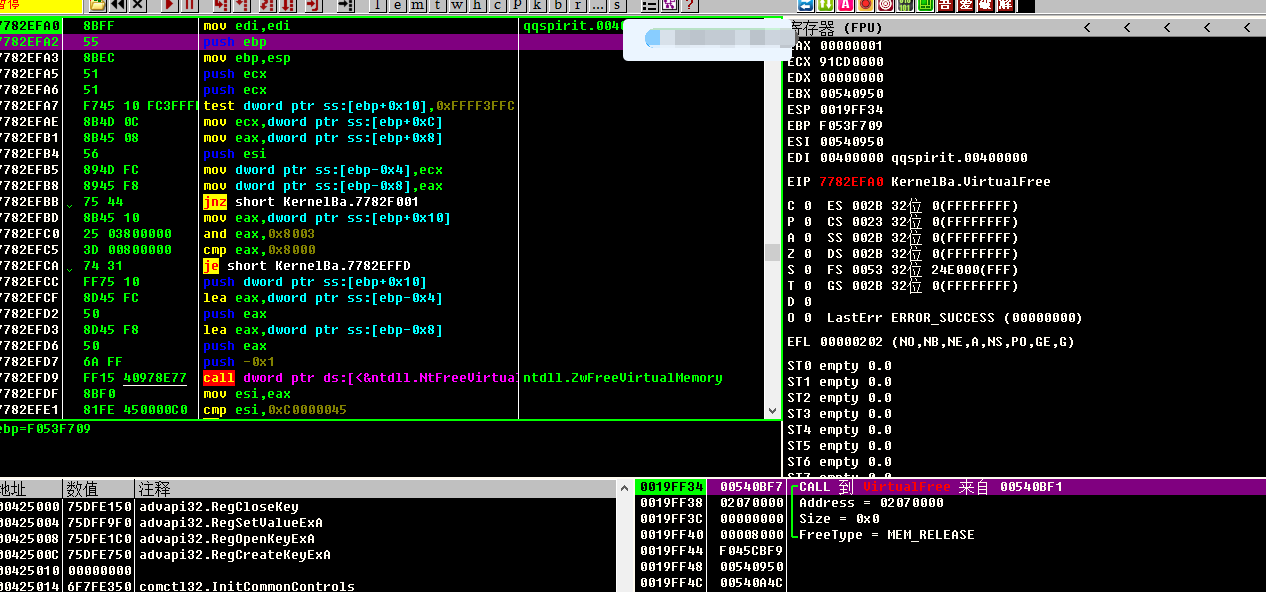 暂停
l e m t w h c p k b r ... s ?
吾 爱 破 解
7782EFA0 8BFF mov edi,edi qqspirit.0040
7782EFA2 55 push ebp
7782EFA3 8BEC mov ebp,esp
7782EFA5 51 push ecx
7782EFA6 51 push ecx
7782EFA7 F745 10 FC3FFF test dword ptr ss:[ebp+0x10],0xFFFF3FFC
7782EFAE 8B4D 0C mov ecx,dword ptr ss:[ebp+0xC]
7782EFB1 8B45 08 mov eax,dword ptr ss:[ebp+0x8]
7782EFB4 56 push esi
7782EFB5 894D FC mov dword ptr ss:[ebp-0x4],ecx
7782EFB8 8945 F8 mov dword ptr ss:[ebp-0x8],eax
7782EFBB 75 44 jnz short KernelBa.7782F001
7782EFBD 8B45 10 mov eax,dword ptr ss:[ebp+0x10]
7782EFC0 25 03800000 and eax,0x8003
7782EFC5 3D 00800000 cmp eax,0x8000
7782EFCA 74 31 je short KernelBa.7782EFFD
7782EFCC FF75 10 push dword ptr ss:[ebp+0x10]
7782EFCF 8D45 FC lea eax,dword ptr ss:[ebp-0x4]
7782EFD2 50 push eax
7782EFD3 8D45 F8 lea eax,dword ptr ss:[ebp-0x8]
7782EFD6 50 push eax
7782EFD7 6A FF push -0x1
7782EFD9 FF15 40978E77 call dword ptr ds:[<&ntdll.NtFreeVirtual ntdll.ZwFreeVirtualMemory
7782EFDF 8BF0 mov esi,eax
7782EFE1 81FE 450000C0 cmp esi,0xC0000045
ebp=F053F709
寄存器 (FPU) < < < < <
EAX 00000001
ECX 91CD0000
EDX 00000000
EBX 00540950
ESP 0019FF34
EBP F053F709
ESI 00540950
EDI 00400000 qqspirit.00400000
EIP 7782EFA0 KernelBa.VirtualFree
C 0 ES 002B 32位 0(FFFFFFFF)
P 0 CS 0023 32位 0(FFFFFFFF)
A 0 SS 002B 32位 0(FFFFFFFF)
Z 0 DS 002B 32位 0(FFFFFFFF)
S 0 FS 0053 32位 24E000(FFF)
T 0 GS 002B 32位 0(FFFFFFFF)
D 0
O 0 LastErr ERROR_SUCCESS (00000000)
EFL 00000202 (NO,NB,NE,A,NS,PO,GE,G)
ST0 empty 0.0
ST1 empty 0.0
ST2 empty 0.0
ST3 empty 0.0
ST4 empty 0.0
ST5 empty 0.0
ST6 empty 0.0
地址 数值 注释
00425000 75DFE150 advapi32.RegCloseKey
00425004 75DFF9F0 advapi32.RegSetValueExA
00425008 75DFE1C0 advapi32.RegOpenKeyExA
0042500C 75DFE750 advapi32.RegCreateKeyExA
00425010 00000000
00425014 6F7FE350 comctl32.InitCommonControls
0019FF34 00540BF7 CALL 到 VirtualFree 来自 00540BF1
0019FF38 02070000 Address = 02070000
0019FF3C 00000000 Size = 0x0
0019FF40 00008000 FreeType = MEM_RELEASE
0019FF44 F045CBF9
0019FF48 00540950
0019FF4C 00540A4C